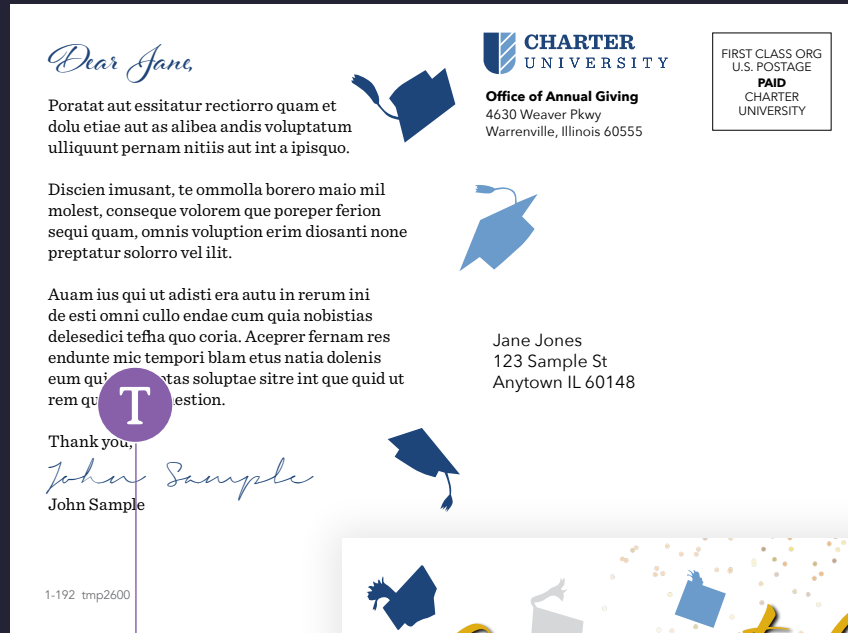 Dear Jane,
Poratat aut essitatur rectiorro quam et
dolu etiae aut as alibea andis voluptatum
ulliquunt pernam nitiis aut int a ipisquo.
Discien imusant, te ommolla borero maio mil
molest, conseque volorem que poreper ferion
sequi quam, omnis voluption erim diosanti none
preptatur solorro vel ilit.
Auam ius qui ut adisti era autu in rerum ini
de esti omni cullo endae cum quia nobistias
delesedici tefha quo coria. Aceprer fernam res
endunte mic tempori blam etus natia dolenis
eum soluptae sitre int que quid ut
rem
T
Thank you,
John Sample
John Sample
1-192 tmp2600
CHARTER
UNIVERSITY
Office of Annual Giving
4630 Weaver Pkwy
Warrenville, Illinois 60555
FIRST CLASS ORG
U.S. POSTAGE
PAID
CHARTER
UNIVERSITY
Jane Jones
123 Sample St
Anytown IL 60148